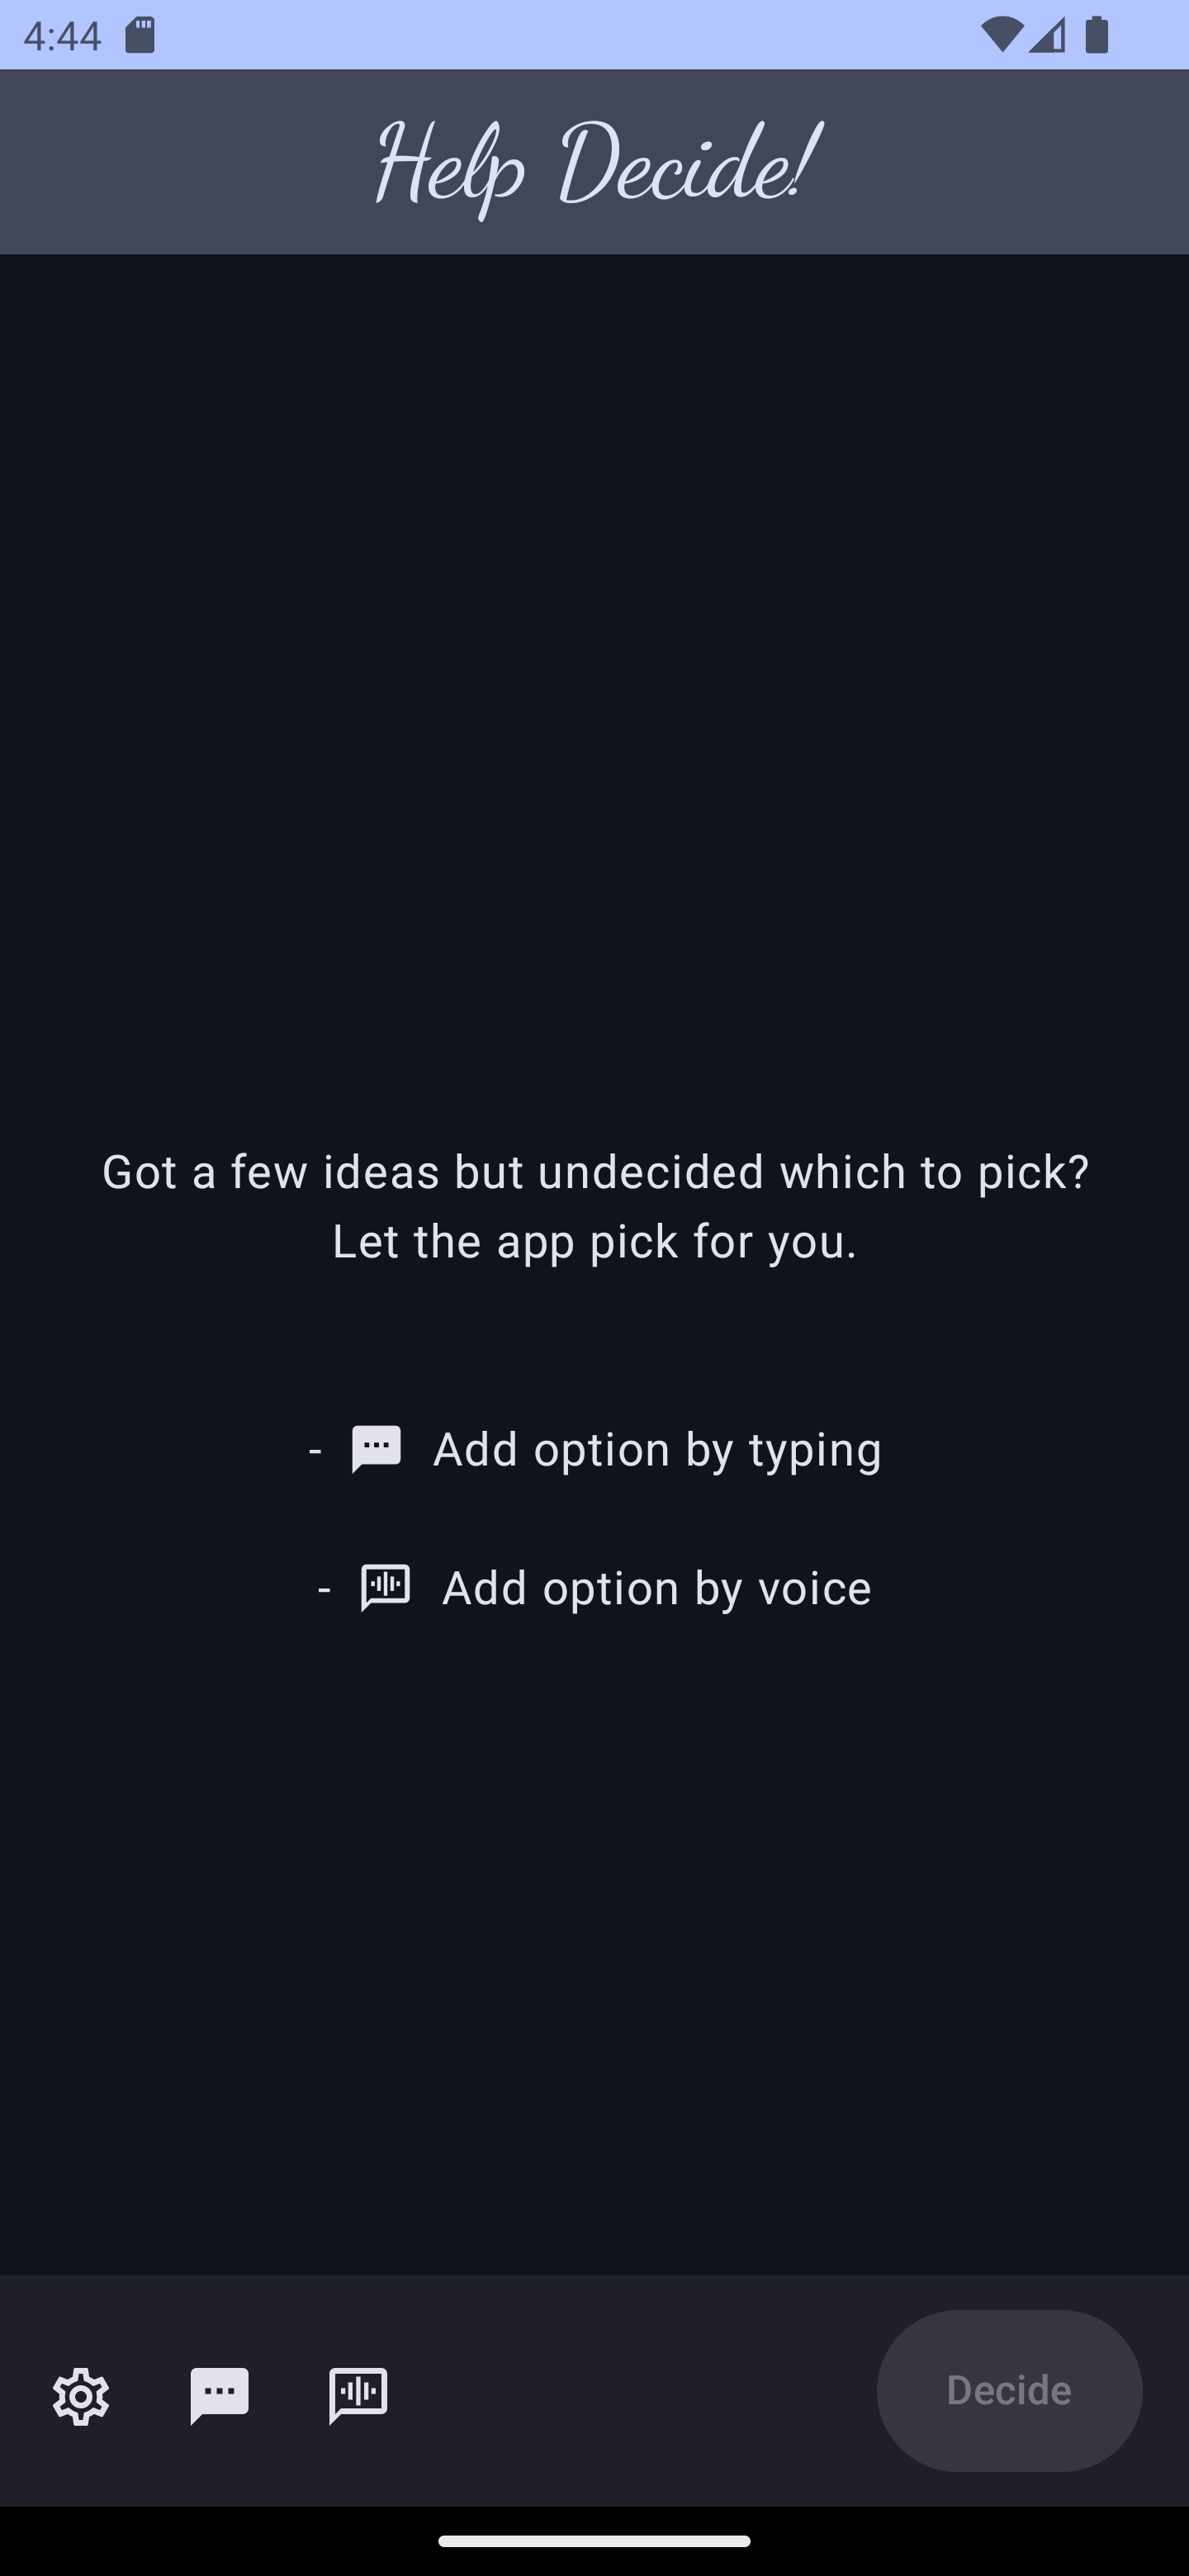 4:44
Help Decide!
Got a few ideas but undecided which to pick?
Let the app pick for you.
- Add option by typing
- Add option by voice
Decide